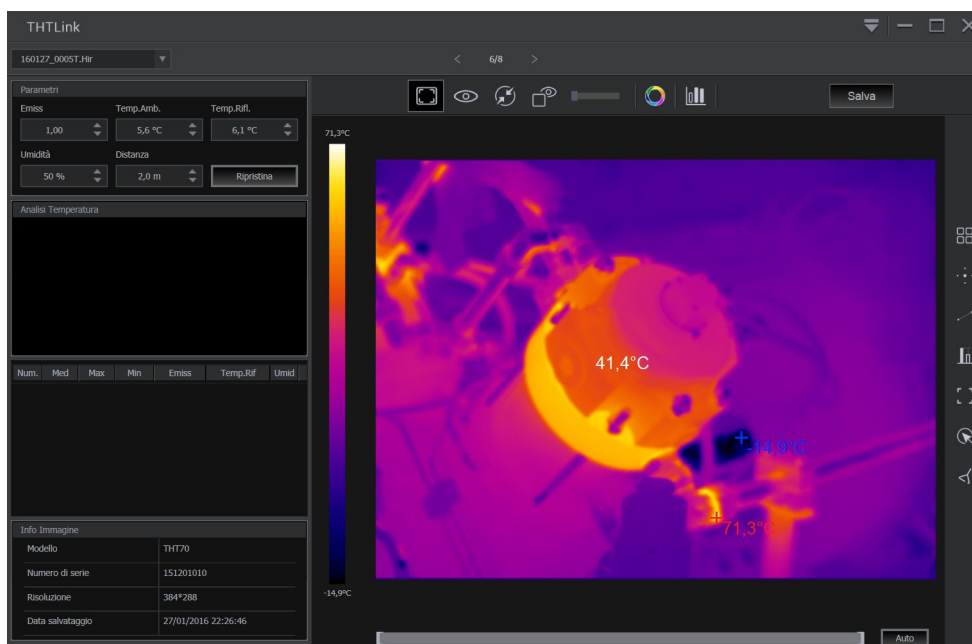 THTLink
160127_0005T.Hir
6/8
Parametri
Emiss
Temp.Amb.
Temp.Rifl.
1,00
5,6 °C
6,1 °C
Umidità
Distanza
50 %
2,0 m
Ripristina
Analisi Temperatura
Num. Med Max Min Emiss Temp.Rif Umid
Info Immagine
Modello THT70
Numero di serie 151201010
Risoluzione 384*288
Data salvataggio 27/01/2016 22:26:46
Salva
71,3ºC
41,4°C
-14,9°C
71,3°C
-14,9ºC
Auto